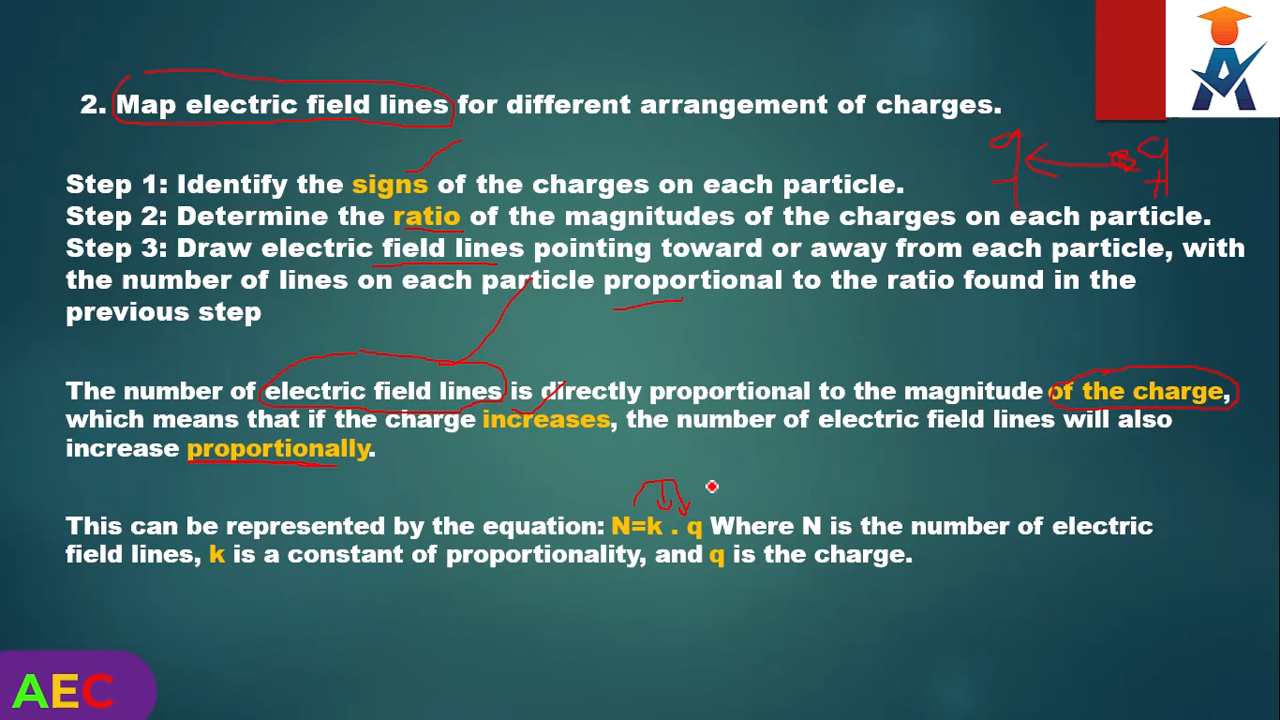 2. Map electric field lines for different arrangement of charges.
q q
- +
Step 1: Identify the signs of the charges on each particle.
Step 2: Determine the ratio of the magnitudes of the charges on each particle.
Step 3: Draw electric field lines pointing toward or away from each particle, with
the number of lines on each particle proportional to the ratio found in the
previous step
The number of electric field lines is directly proportional to the magnitude of the charge,
which means that if the charge increases, the number of electric field lines will also
increase proportionally.
This can be represented by the equation: N=k . q Where N is the number of electric
field lines, k is a constant of proportionality, and q is the charge.
AEC